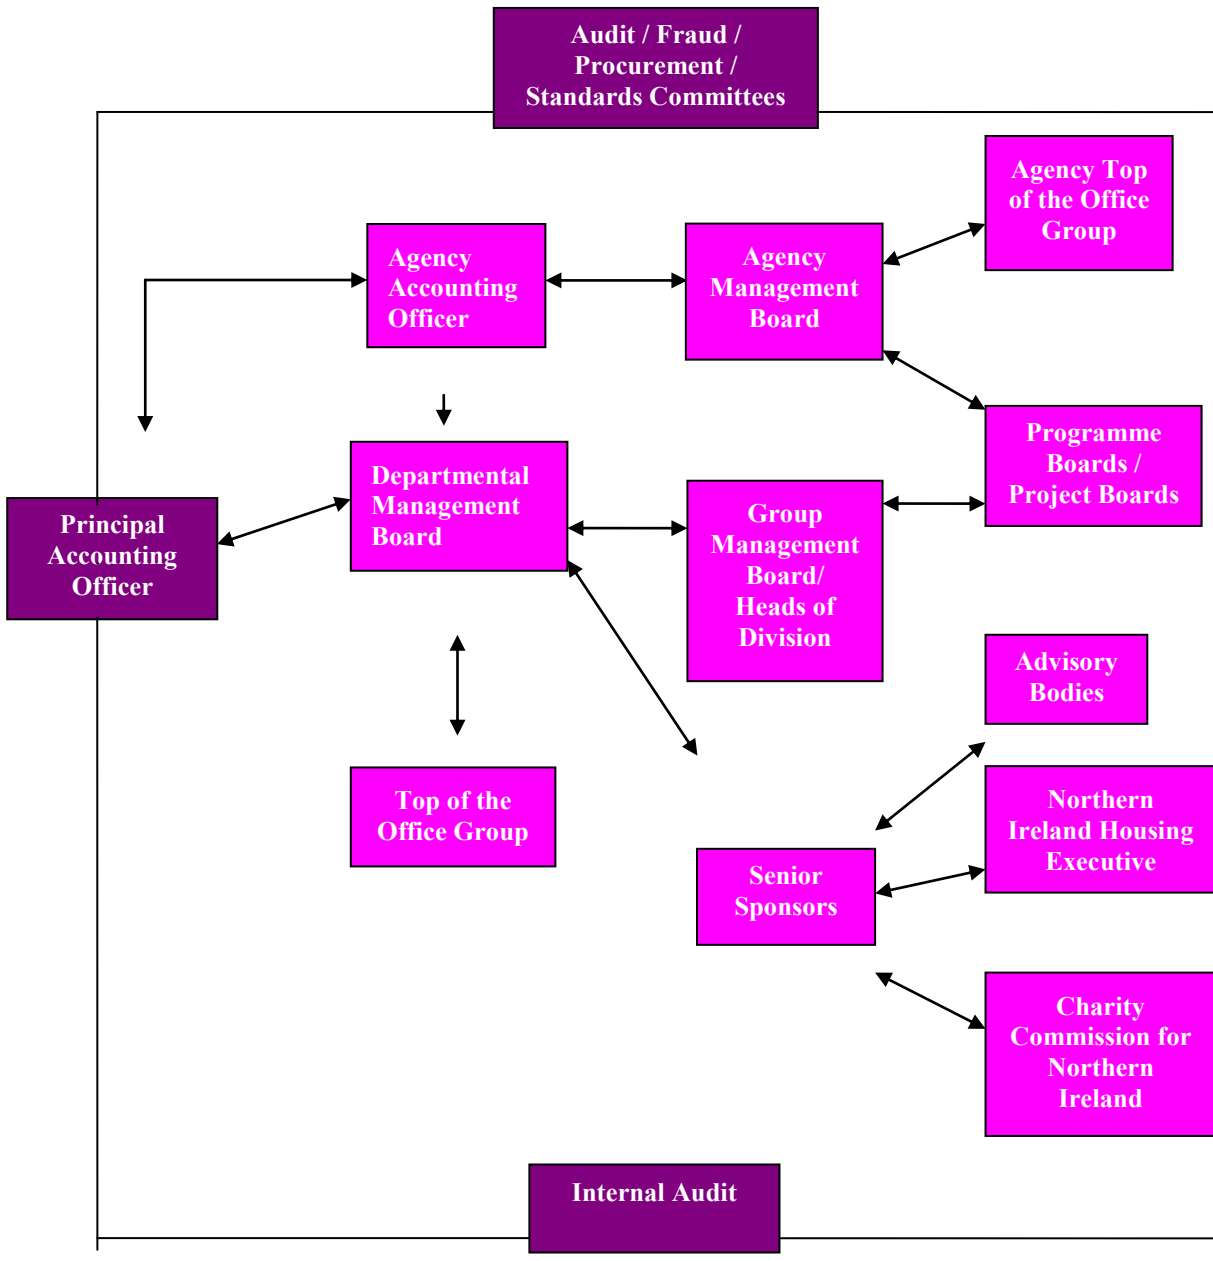 Audit / Fraud /
Procurement /
Standards Committees
Agency Top
of the Office
Group
Agency
Accounting
Officer
Agency
Management
Board
Programme
Boards /
Project Boards
Departmental
Management
Board
Principal
Accounting
Officer
Group
Management
Board/
Heads of
Division
Advisory
Bodies
Top of the
Office Group
Northern
Ireland Housing
Executive
Senior
Sponsors
Charity
Commission for
Northern
Ireland
Internal Audit